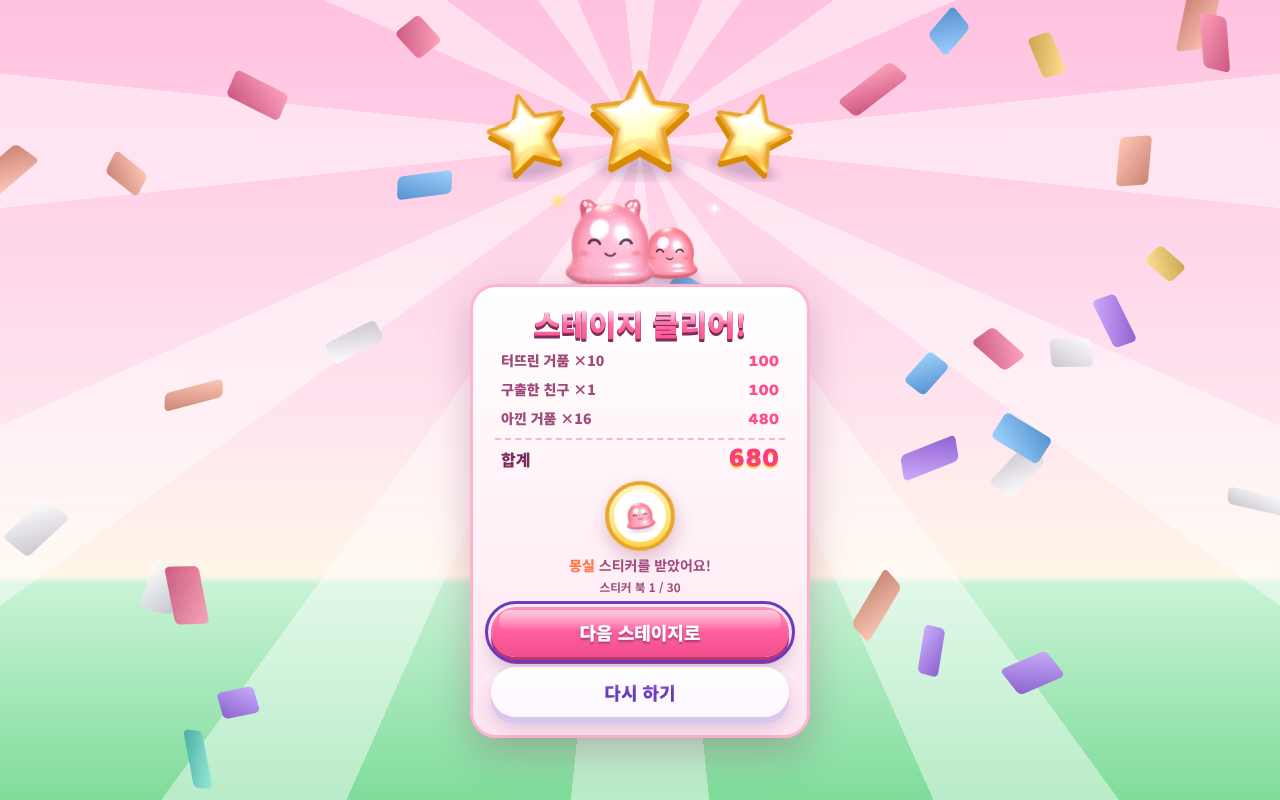 스테이지 클리어!
터뜨린 거품 ×10 100
구출한 친구 ×1 100
아낀 거품 ×16 480
합계 680
몽실 스티커를 받았어요!
스티커 북 1 / 30
다음 스테이지로
다시 하기